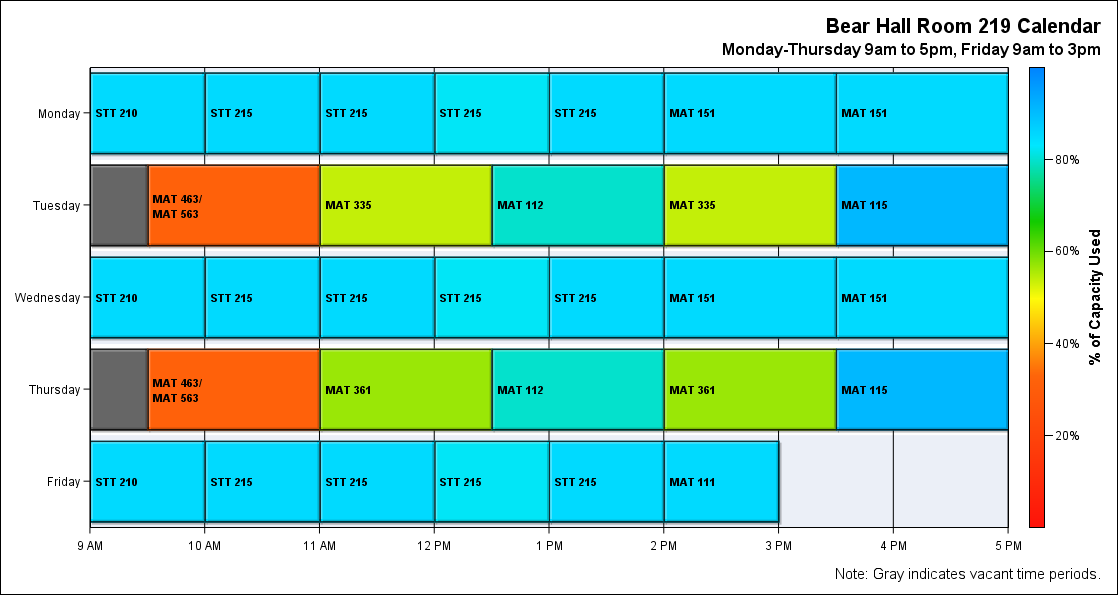 Bear Hall Room 219 Calendar
Monday-Thursday 9am to 5pm, Friday 9am to 3pm
Monday
STT 210
STT 215
STT 215
STT 215
STT 215
MAT 151
MAT 151
Tuesday
MAT 463/
MAT 563
MAT 335
MAT 112
MAT 335
MAT 115
Wednesday
STT 210
STT 215
STT 215
STT 215
STT 215
MAT 151
MAT 151
Thursday
MAT 463/
MAT 563
MAT 361
MAT 112
MAT 361
MAT 115
Friday
STT 210
STT 215
STT 215
STT 215
STT 215
MAT 111
9 AM
10 AM
11 AM
12 PM
1 PM
2 PM
3 PM
4 PM
5 PM
80%
60%
40%
20%
% of Capacity Used
Note: Gray indicates vacant time periods.